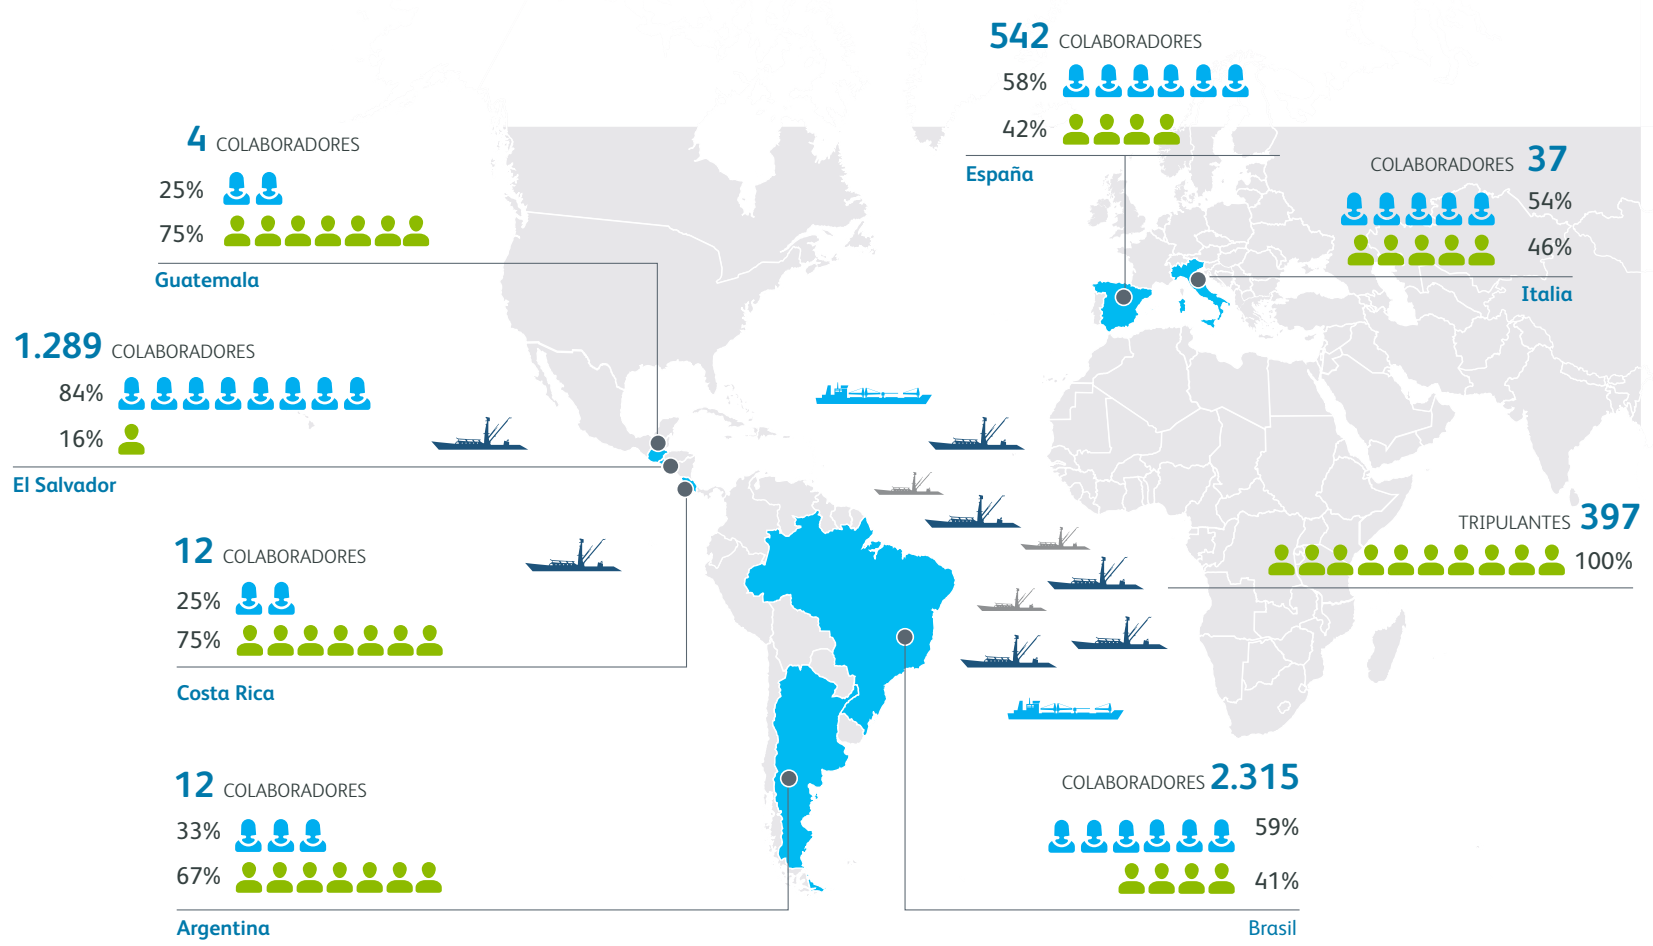 542 COLABORADORES
58%
42%
España
4 COLABORADORES
25%
75%
Guatemala
COLABORADORES 37
54%
46%
Italia
1.289 COLABORADORES
84%
16%
El Salvador
TRIPULANTES 397
100%
12 COLABORADORES
25%
75%
Costa Rica
12 COLABORADORES
33%
67%
Argentina
COLABORADORES 2.315
59%
41%
Brasil